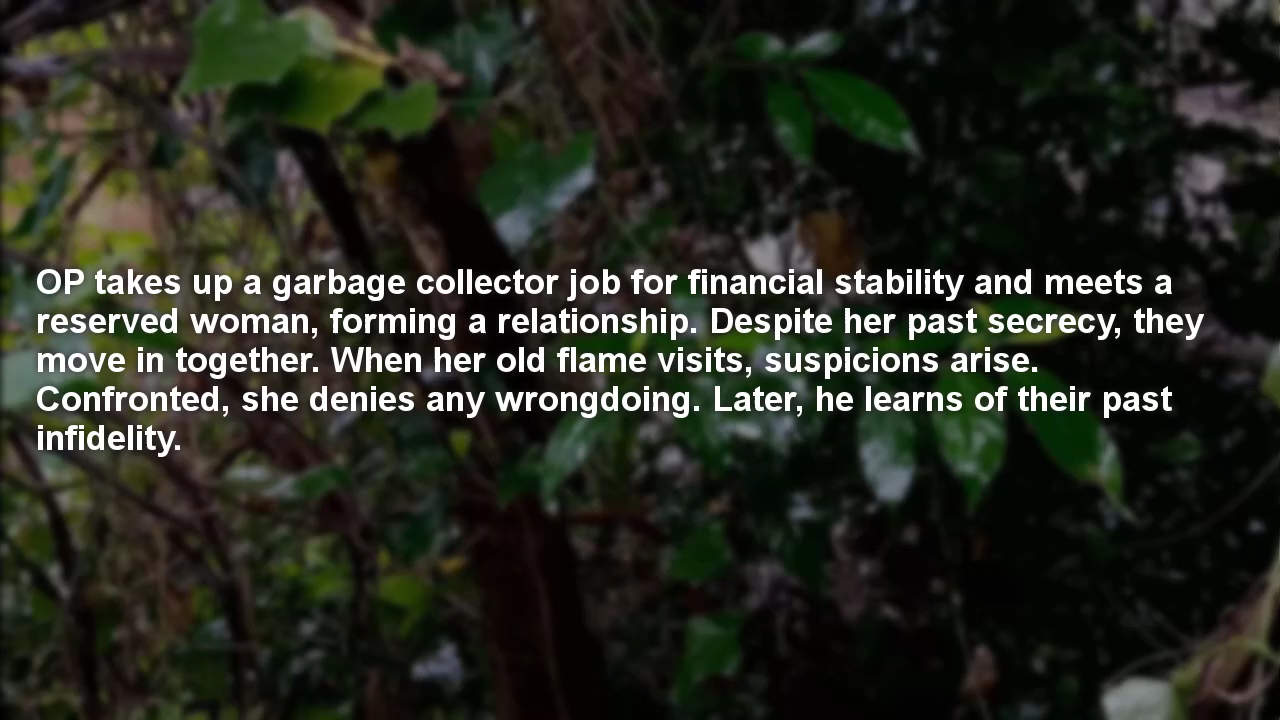 OP takes up a garbage collector job for financial stability and meets a
reserved woman, forming a relationship. Despite her past secrecy, they
move in together. When her old flame visits, suspicions arise.
Confronted, she denies any wrongdoing. Later, he learns of their past
infidelity.